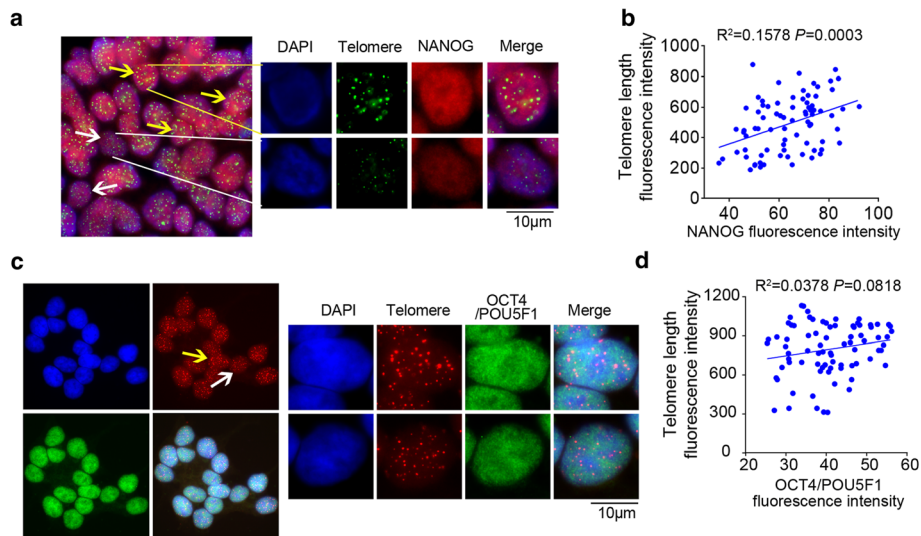 a
DAPI Telomere NANOG Merge
10μm
b
R²=0.1578 P=0.0003
Telomere length
fluorescence intensity
1000
800
600
400
200
0
40 60 80 100
NANOG fluorescence intensity
c
DAPI Telomere OCT4
/POU5F1 Merge
10μm
d
R²=0.0378 P=0.0818
Telomere length
fluorescence intensity
1200
900
600
300
0
20 30 40 50 60
OCT4/POU5F1
fluorescence intensity